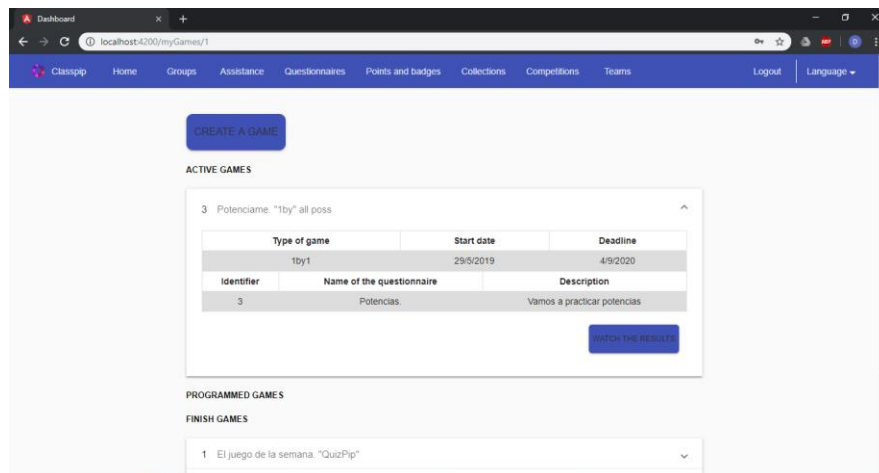 Dashboard
localhost:4200/myGames/1
Classpip Home Groups Assistance Questionnaires Points and badges Collections Competitions Teams Logout Language
CREATE A GAME
ACTIVE GAMES
3 Potenciame. "1by" all poss
Type of game Start date Deadline
1by1 29/5/2019 4/9/2020
Identifier Name of the questionnaire Description
3 Potencias. Vamos a practicar potencias
WATCH THE RESULTS
PROGRAMMED GAMES
FINISH GAMES
1 El juego de la semana. "QuizPip"